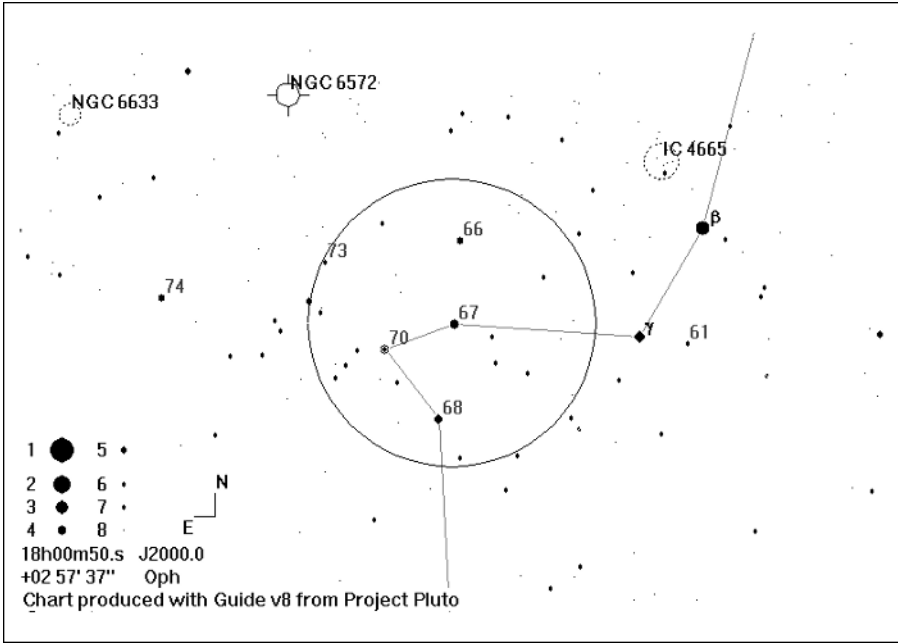 NGC 6633
NGC 6572
IC 4665
β
66
73
74
67
γ
61
70
68
1 5
2 6
3 7
4 8
N
E
18h00m50.s J2000.0
+02 57' 37" Oph
Chart produced with Guide v8 from Project Pluto